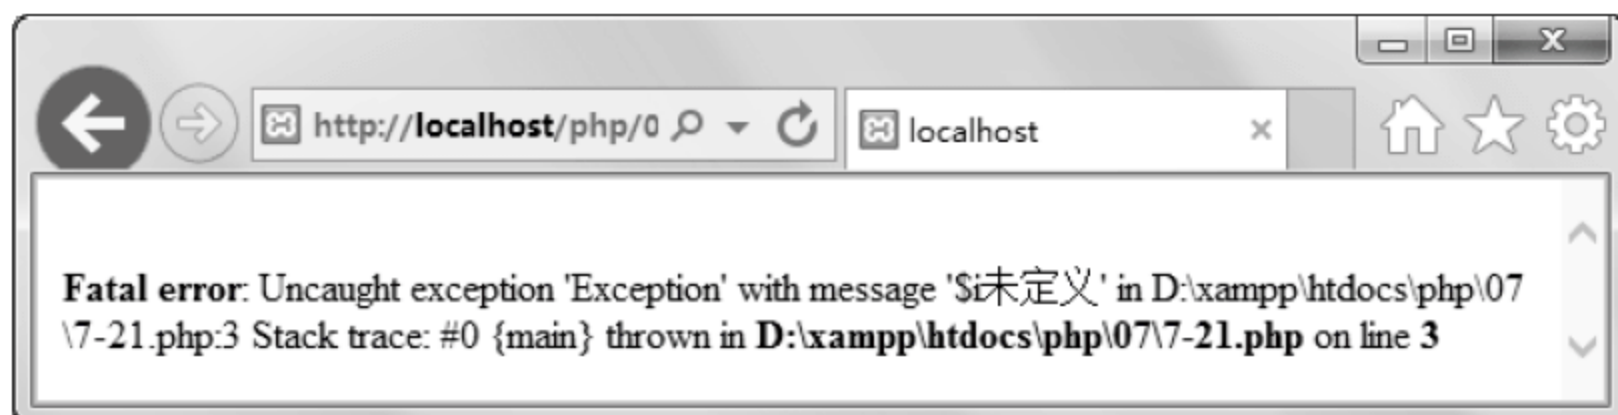 http://localhost/php/0
localhost
Fatal error: Uncaught exception 'Exception' with message '$i未定义' in D:\xampp\htdocs\php\07
\7-21.php:3 Stack trace: #0 {main} thrown in D:\xampp\htdocs\php\07\7-21.php on line 3